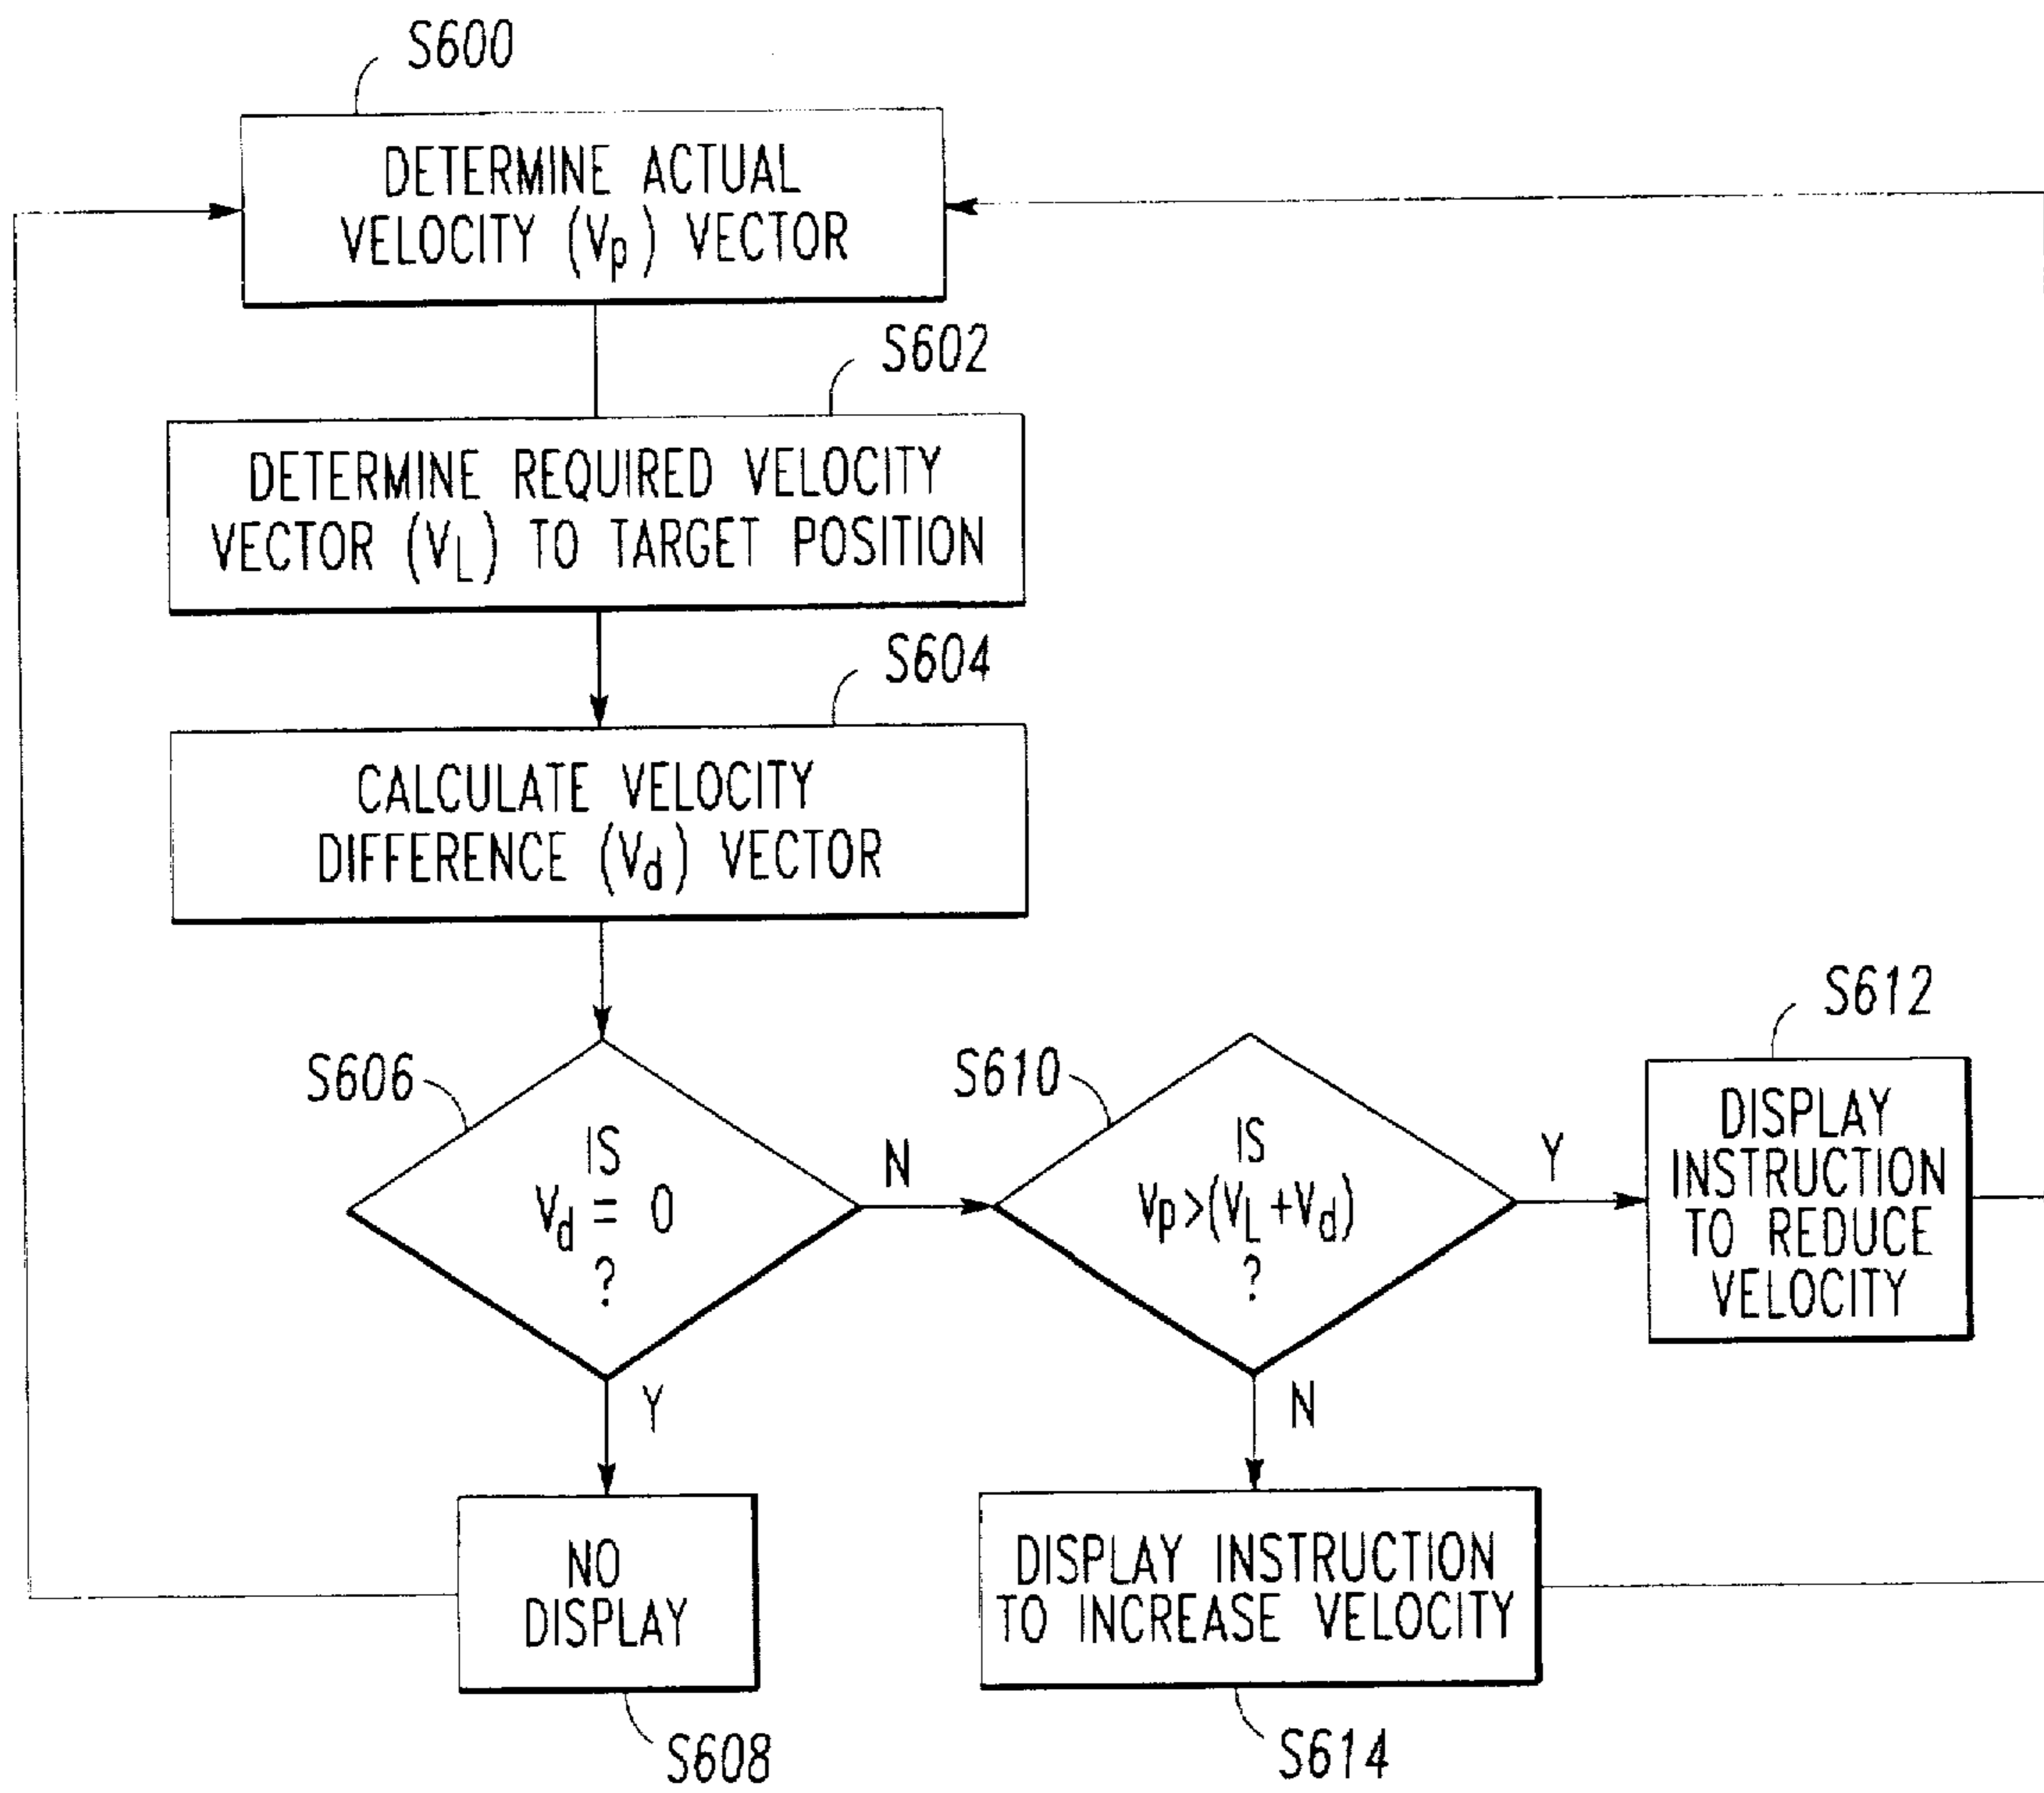 S600
DETERMINE ACTUAL
VELOCITY (Vp) VECTOR
S602
DETERMINE REQUIRED VELOCITY
VECTOR (VL) TO TARGET POSITION
S604
CALCULATE VELOCITY
DIFFERENCE (Vd) VECTOR
S606
IS
Vd = 0
?
N
Y
S610
IS
Vp>(VL+Vd)
?
Y
N
S612
DISPLAY
INSTRUCTION
TO REDUCE
VELOCITY
NO
DISPLAY
S608
DISPLAY INSTRUCTION
TO INCREASE VELOCITY
S614